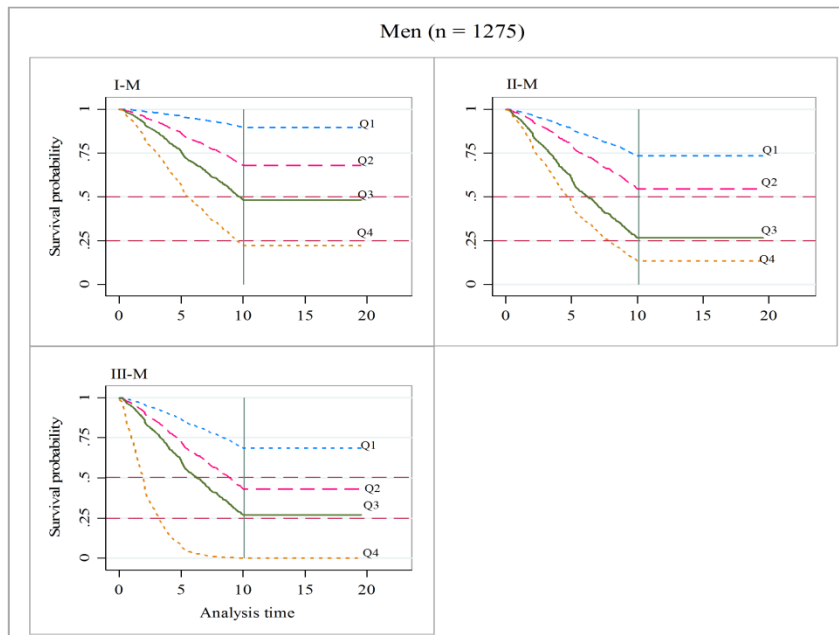 Men (n = 1275)
I-M
Survival probability
1
.75
.5
.25
0
Q1
Q2
Q3
Q4
0 5 10 15 20
II-M
1
.75
.5
.25
0
Q1
Q2
Q3
Q4
0 5 10 15 20
III-M
Survival probability
1
.75
.5
.25
0
Q1
Q2
Q3
Q4
0 5 10 15 20
Analysis time